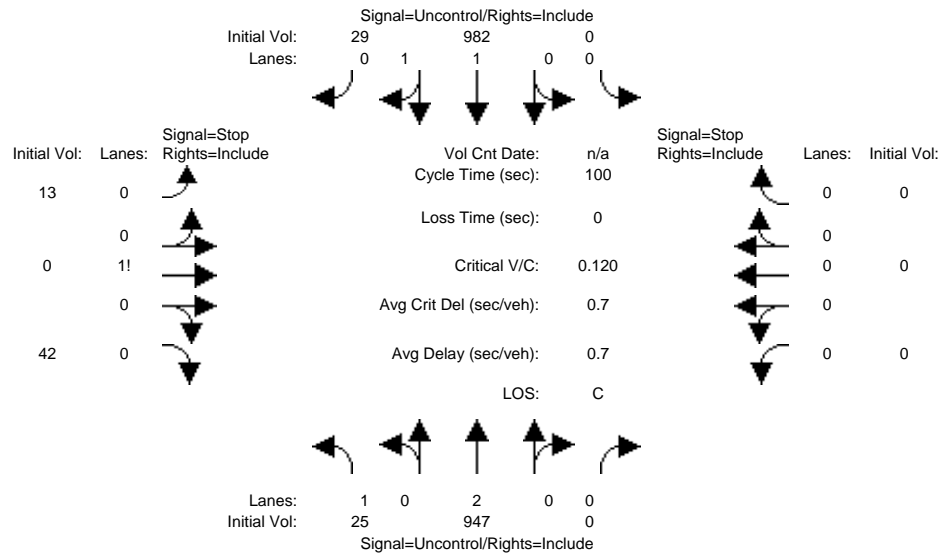 Signal=Uncontrol/Rights=Include
Initial Vol: 29 982 0
Lanes: 0 1 1 0 0
Signal=Stop Signal=Stop
Initial Vol: Lanes: Rights=Include Vol Cnt Date: n/a Rights=Include Lanes: Initial Vol:
Cycle Time (sec): 100
13 0 0 0
Loss Time (sec): 0
0 0
0 1! Critical V/C: 0.120 0 0
0 Avg Crit Del (sec/veh): 0.7 0
42 0 Avg Delay (sec/veh): 0.7 0 0
LOS: C
Lanes: 1 0 2 0 0
Initial Vol: 25 947 0
Signal=Uncontrol/Rights=Include